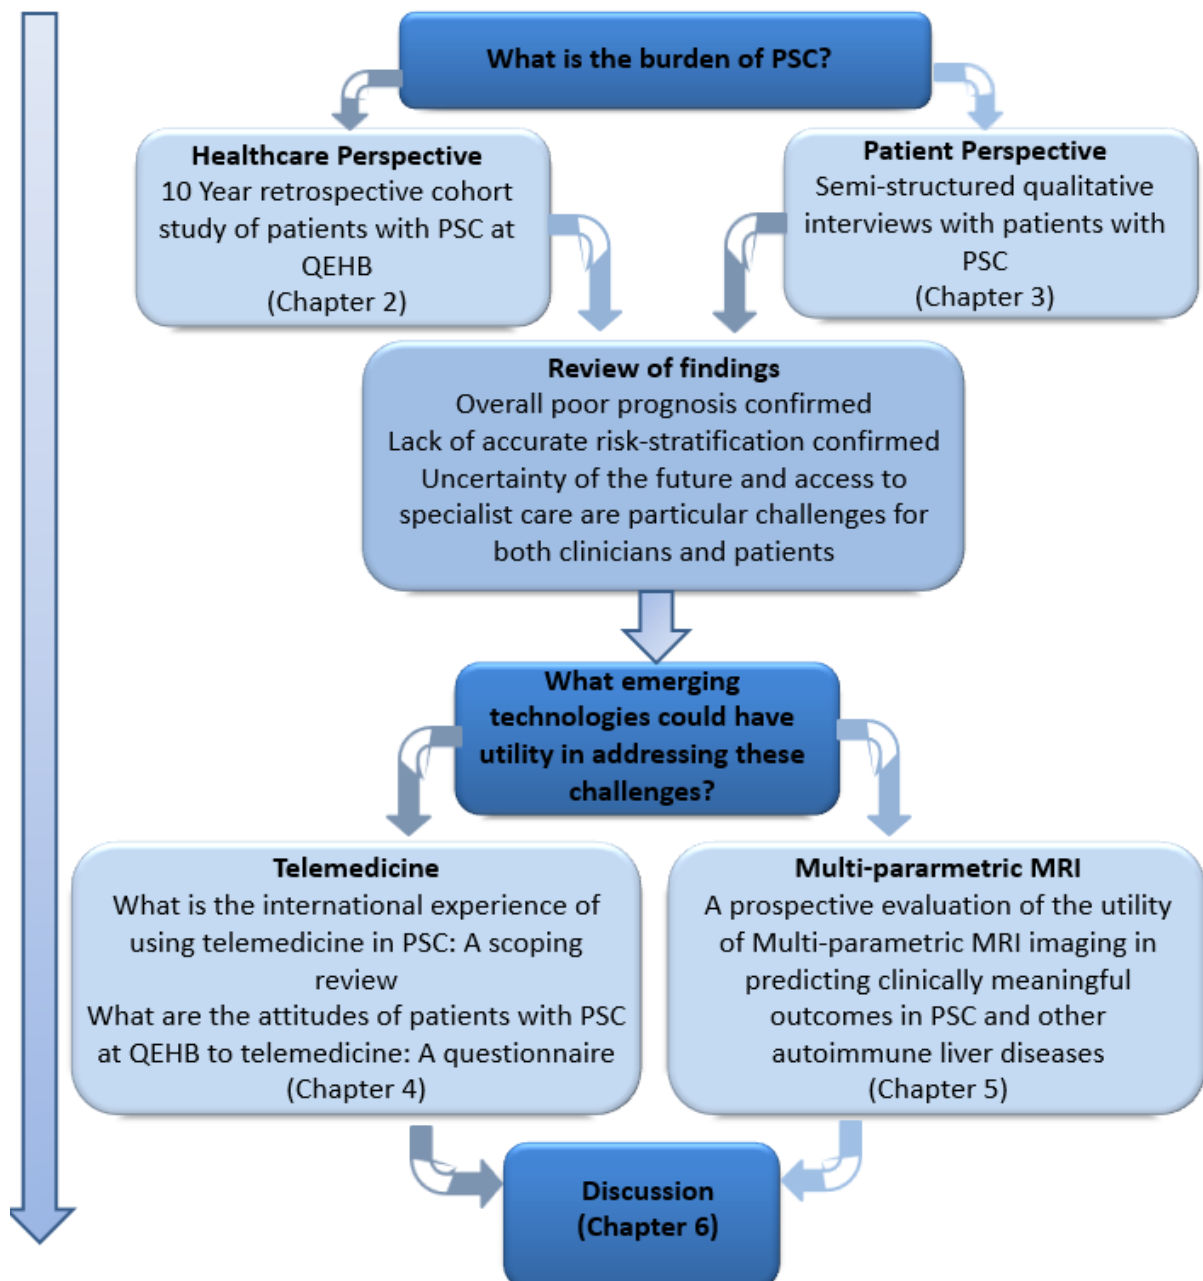 What is the burden of PSC?
Healthcare Perspective
10 Year retrospective cohort
study of patients with PSC at
QEHB
(Chapter 2)
Patient Perspective
Semi-structured qualitative
interviews with patients with
PSC
(Chapter 3)
Review of findings
Overall poor prognosis confirmed
Lack of accurate risk-stratification confirmed
Uncertainty of the future and access to
specialist care are particular challenges for
both clinicians and patients
What emerging
technologies could have
utility in addressing these
challenges?
Telemedicine
What is the international experience of
using telemedicine in PSC: A scoping
review
What are the attitudes of patients with PSC
at QEHB to telemedicine: A questionnaire
(Chapter 4)
Multi-pararmetric MRI
A prospective evaluation of the utility
of Multi-parametric MRI imaging in
predicting clinically meaningful
outcomes in PSC and other
autoimmune liver diseases
(Chapter 5)
Discussion
(Chapter 6)